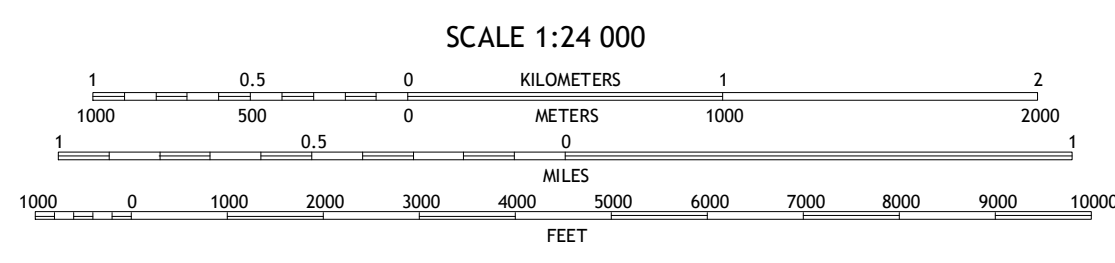 SCALE 1:24 000
1 0.5 0 KILOMETERS 1 2
1000 500 0 METERS 1000 2000
1 0.5 0 1
MILES
1000 0 1000 2000 3000 4000 5000 6000 7000 8000 9000 10000
FEET